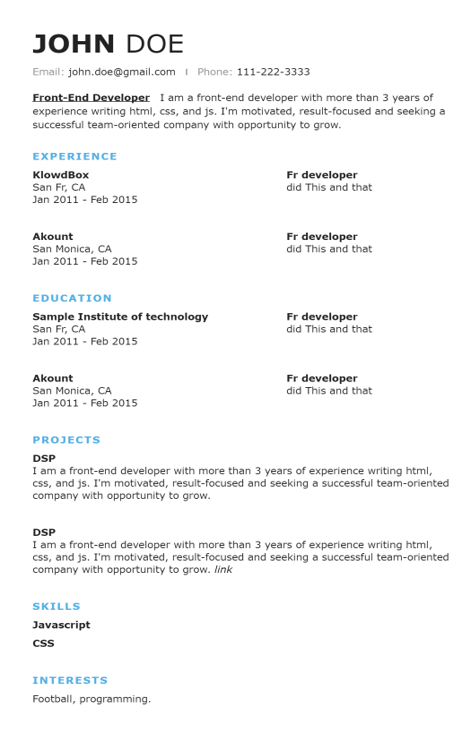 JOHN DOE
Email: john.doe@gmail.com | Phone: 111-222-3333
Front-End Developer I am a front-end developer with more than 3 years of
experience writing html, css, and js. I'm motivated, result-focused and seeking a
successful team-oriented company with opportunity to grow.
EXPERIENCE
KlowdBox Fr developer
San Fr, CA did This and that
Jan 2011 - Feb 2015
Akount Fr developer
San Monica, CA did This and that
Jan 2011 - Feb 2015
EDUCATION
Sample Institute of technology Fr developer
San Fr, CA did This and that
Jan 2011 - Feb 2015
Akount Fr developer
San Monica, CA did This and that
Jan 2011 - Feb 2015
PROJECTS
DSP
I am a front-end developer with more than 3 years of experience writing html,
css, and js. I'm motivated, result-focused and seeking a successful team-oriented
company with opportunity to grow.
DSP
I am a front-end developer with more than 3 years of experience writing html,
css, and js. I'm motivated, result-focused and seeking a successful team-oriented
company with opportunity to grow. link
SKILLS
Javascript
CSS
INTERESTS
Football, programming.